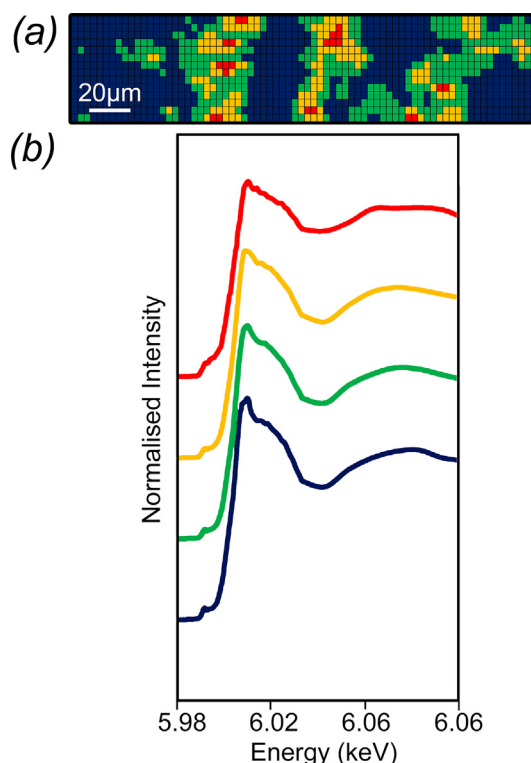 (a)
20μm
(b)
Normalised Intensity
5.98 6.02 6.06 6.06
Energy (keV)